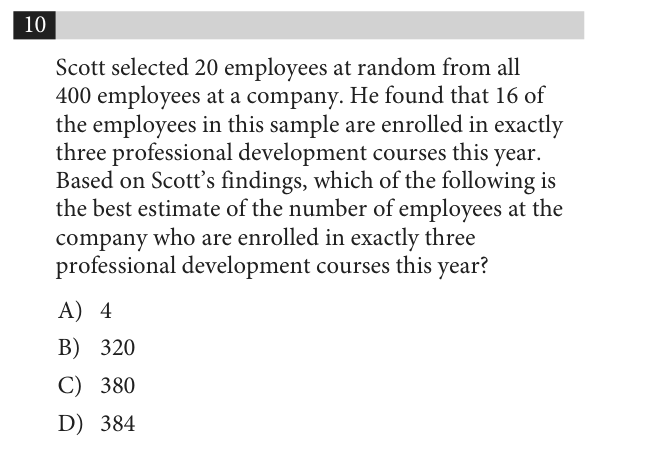 10
Scott selected 20 employees at random from all
400 employees at a company. He found that 16 of
the employees in this sample are enrolled in exactly
three professional development courses this year.
Based on Scott’s findings, which of the following is
the best estimate of the number of employees at the
company who are enrolled in exactly three
professional development courses this year?
A) 4
B) 320
C) 380
D) 384